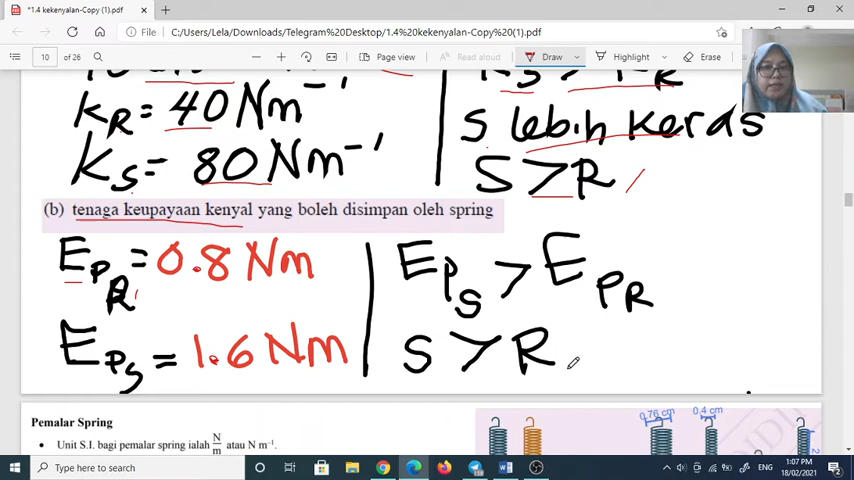 *1.4 kekenyalan-Copy (1).pdf
File
C:/Users/Lela/Downloads/Telegram%20Desktop/1.4%20kekenyalan-Copy%20(1).pdf
10 of 26
Page view
Read aloud
Draw
Highlight
Erase
kR = 40 Nm⁻¹
kS = 80 Nm⁻¹
kS > kR
S lebih keras
S > R
(b) tenaga keupayaan kenyal yang boleh disimpan oleh spring
EPR = 0.8 Nm
EPS = 1.6 Nm
EPS > EPR
S > R
Pemalar Spring
• Unit S.I. bagi pemalar spring ialah N/m atau N m⁻¹.
0.76 cm
0.4 cm
Type here to search
ENG
1:07 PM
18/02/2021
2